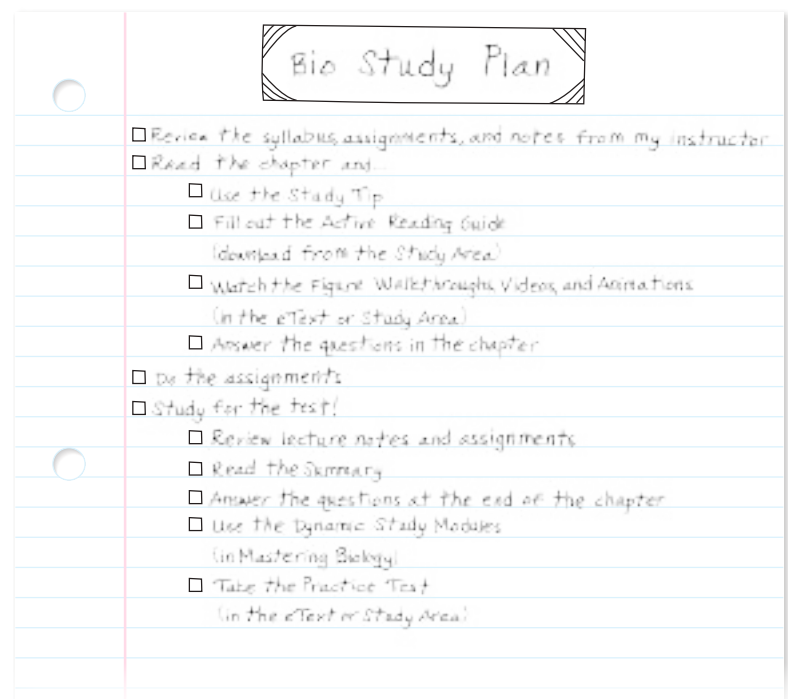 Bio Study Plan
Review the syllabus, assignments, and notes from my instructor
Read the chapter and...
Use the Study Tip
Fill out the Active Reading Guide
(download from the Study Area)
Watch the Figure Walkthroughs, Videos, and Animations
(in the eText or Study Area)
Answer the questions in the chapter
Do the assignments
Study for the test!
Review lecture notes and assignments
Read the Summary
Answer the questions at the end of the chapter
Use the Dynamic Study Modules
(in Mastering Biology)
Take the Practice Test
(in the eText or Study Area)